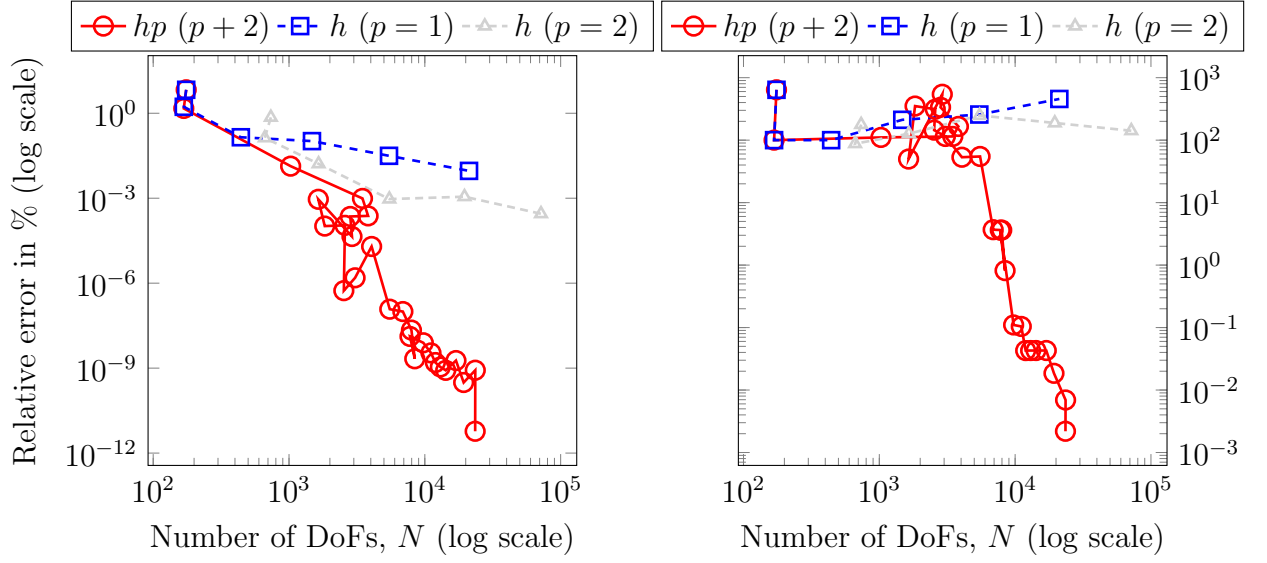 hp (p + 2) h (p = 1) h (p = 2)
hp (p + 2) h (p = 1) h (p = 2)
Relative error in % (log scale)
10^0
10^-3
10^-6
10^-9
10^-12
10^2 10^3 10^4 10^5
Number of DoFs, N (log scale)
10^3
10^2
10^1
10^0
10^-1
10^-2
10^-3
10^2 10^3 10^4 10^5
Number of DoFs, N (log scale)